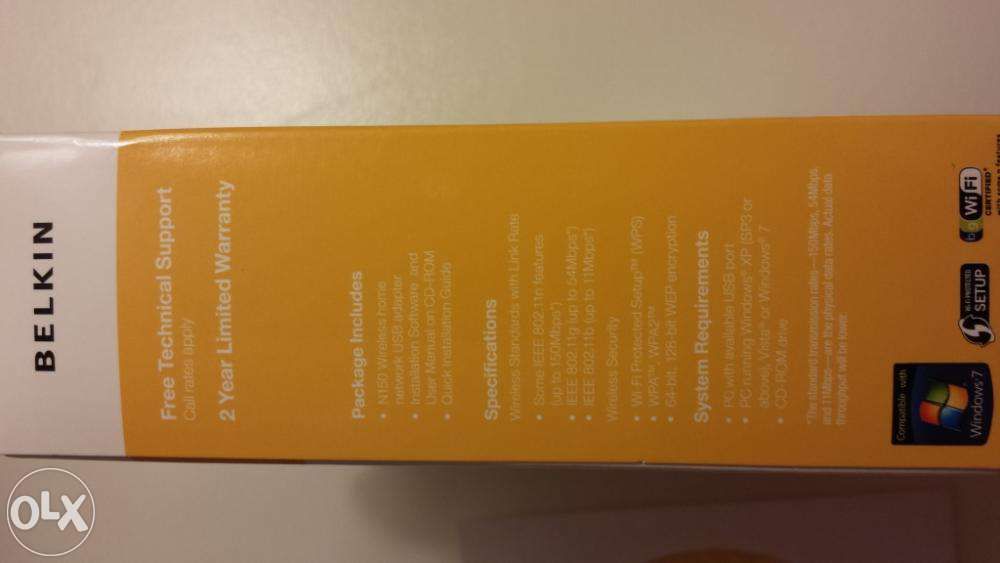 BELKIN
Free Technical Support
Call rates apply
2 Year Limited Warranty
Package Includes
• N150 Wireless home
network USB adapter
• Installation Software and
User Manual on CD-ROM
• Quick Installation Guide
Specifications
Wireless Standards with Link Rate
• Some IEEE 802.11n features
(up to 150Mbps*)
• IEEE 802.11g (up to 54Mbps*)
• IEEE 802.11b (up to 11Mbps*)
Wireless Security
• Wi-Fi Protected Setup™ (WPS)
• WPA™, WPA2™
• 64-bit, 128-bit WEP encryption
System Requirements
• PC with available USB port
• PC running Windows® XP (SP3 or
above), Vista® or Windows® 7
• CD-ROM drive
*The standard transmission rates—150Mbps, 54Mbps,
and 11Mbps—are the physical data rates. Actual data
throughput will be lower.
Compatible with
Windows® 7
Wi-Fi PROTECTED
SETUP
bg
Wi Fi
CERTIFIED®
OLX